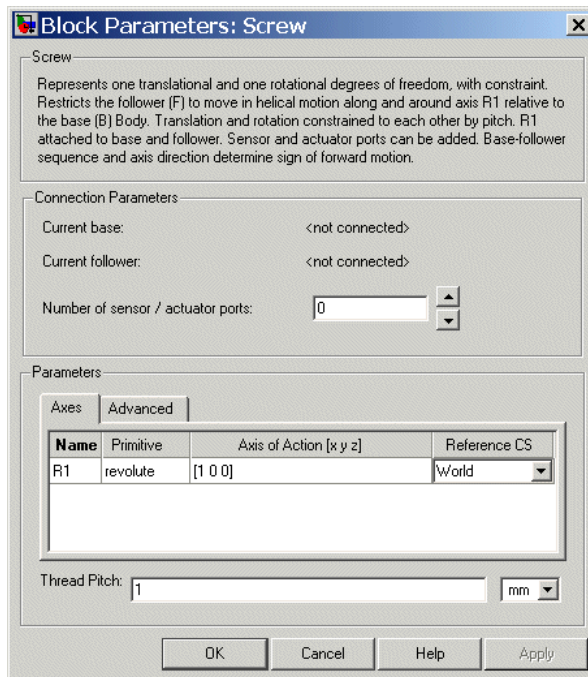 Block Parameters: Screw
Screw
Represents one translational and one rotational degrees of freedom, with constraint.
Restricts the follower (F) to move in helical motion along and around axis R1 relative to
the base (B) Body. Translation and rotation constrained to each other by pitch. R1
attached to base and follower. Sensor and actuator ports can be added. Base-follower
sequence and axis direction determine sign of forward motion.
Connection Parameters
Current base: <not connected>
Current follower: <not connected>
Number of sensor / actuator ports: 0
Parameters
Axes Advanced
Name Primitive Axis of Action [x y z] Reference CS
R1 revolute [1 0 0] World
Thread Pitch: 1 mm
OK Cancel Help Apply